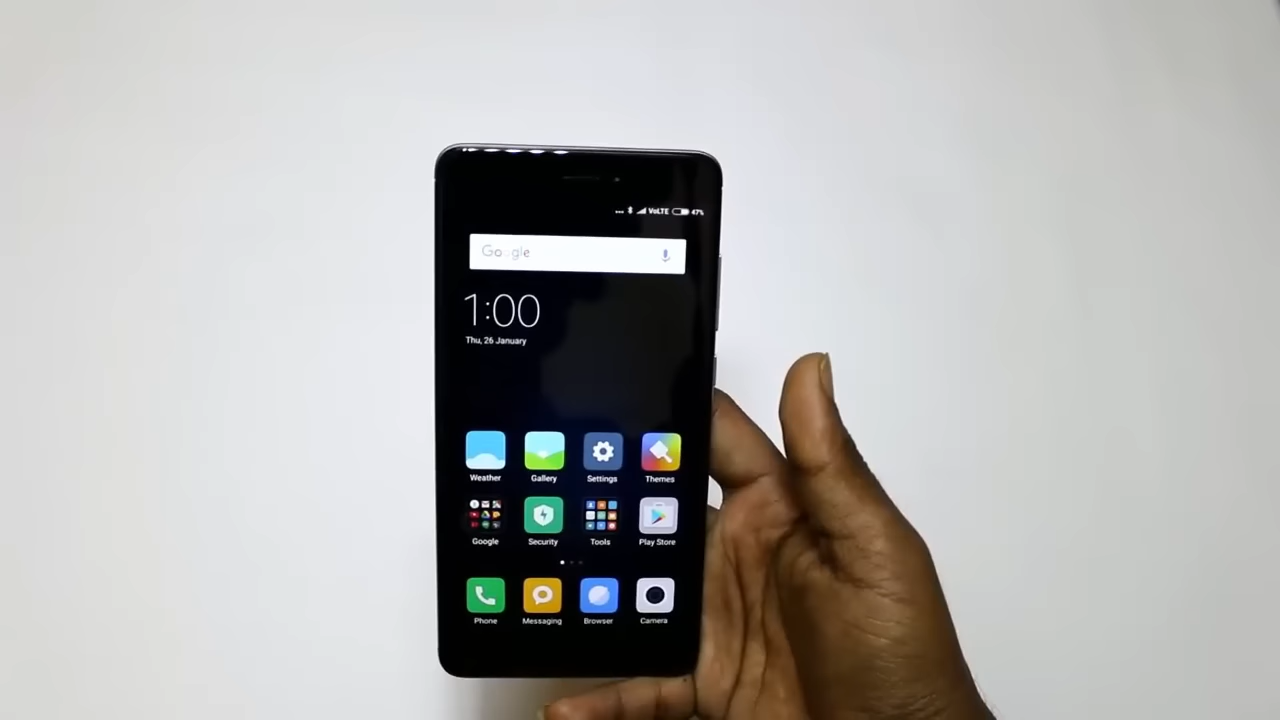 VoLTE 47%
Google
1:00
Thu, 26 January
Weather Gallery Settings Themes
Google Security Tools Play Store
Phone Messaging Browser Camera